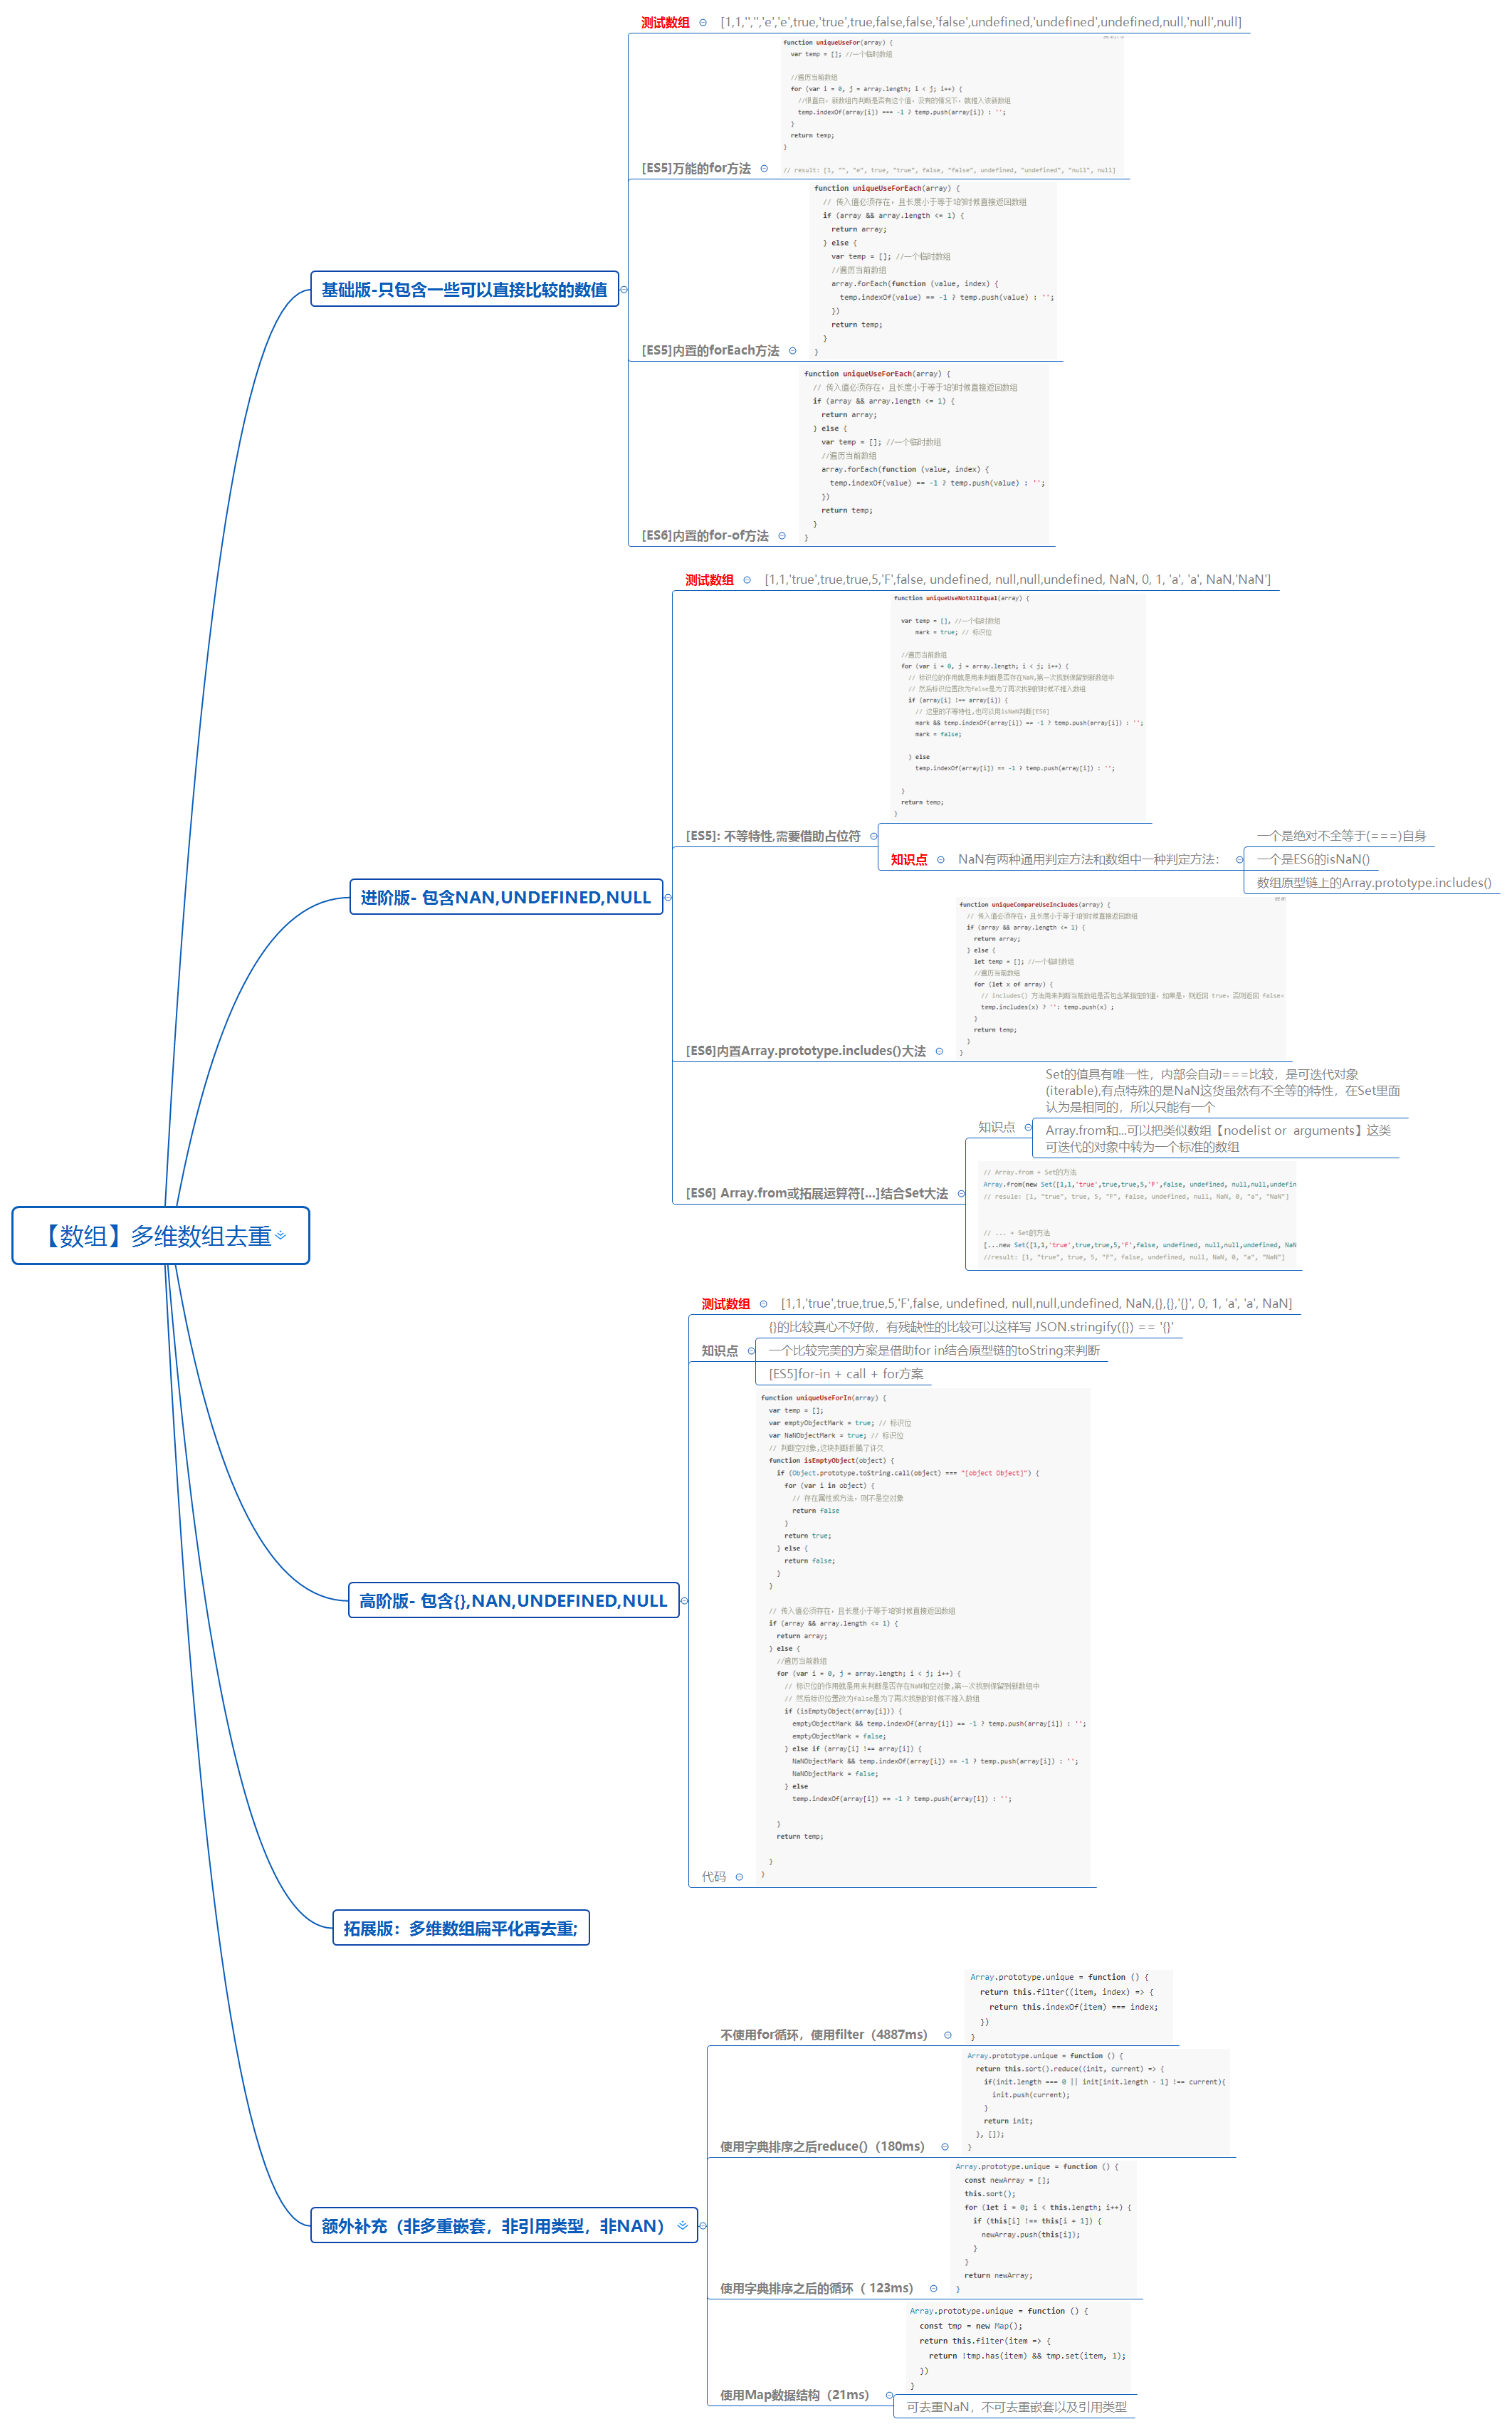 【数组】多维数组去重
基础版-只包含一些可以直接比较的数值
测试数组
[1,1,'','','e','e',true,'true',true,false,false,'false',undefined,'undefined',undefined,null,'null',null]
[ES5]万能的for方法
function uniqueUseFor(array) {
var temp = []; //一个临时数组
//遍历当前数组
for (var i = 0, j = array.length; i < j; i++) {
//很直白，新数组内判断是否有这个值，没有的情况下，就推入该新数组
temp.indexOf(array[i]) === -1 ? temp.push(array[i]) : '';
}
return temp;
}
// result: [1, "", "e", true, "true", false, "false", undefined, "undefined", "null", null]
[ES5]内置的forEach方法
function uniqueUseForEach(array) {
// 传入值必须存在，且长度小于等于1的时候直接返回数组
if (array && array.length <= 1) {
return array;
} else {
var temp = []; //一个临时数组
//遍历当前数组
array.forEach(function (value, index) {
temp.indexOf(value) == -1 ? temp.push(value) : '';
})
return temp;
}
}
[ES6]内置的for-of方法
function uniqueUseForEach(array) {
// 传入值必须存在，且长度小于等于1的时候直接返回数组
if (array && array.length <= 1) {
return array;
} else {
var temp = []; //一个临时数组
//遍历当前数组
array.forEach(function (value, index) {
temp.indexOf(value) == -1 ? temp.push(value) : '';
})
return temp;
}
}
进阶版- 包含NAN,UNDEFINED,NULL
测试数组
[1,1,'true',true,true,5,'F',false, undefined, null,null,undefined, NaN, 0, 1, 'a', 'a', NaN,'NaN']
[ES5]: 不等特性,需要借助占位符
function uniqueUseNotAllEqual(array) {
var temp = [], //一个临时数组
mark = true; // 标识位
//遍历当前数组
for (var i = 0, j = array.length; i < j; i++) {
// 标识位的作用就是用来判断是否存在NaN,第一次找到保留到新数组中
// 然后标识位置改为false是为了再次找到的时候不推入数组
if (array[i] !== array[i]) {
// 这里的不等特性,也可以用isNaN判断[ES6]
mark && temp.indexOf(array[i]) == -1 ? temp.push(array[i]) : '';
mark = false;
} else
temp.indexOf(array[i]) == -1 ? temp.push(array[i]) : '';
}
return temp;
}
知识点
NaN有两种通用判定方法和数组中一种判定方法：
一个是绝对不全等于(===)自身
一个是ES6的isNaN()
数组原型链上的Array.prototype.includes()
[ES6]内置Array.prototype.includes()大法
function uniqueCompareUseIncludes(array) {
// 传入值必须存在，且长度小于等于1的时候直接返回数组
if (array && array.length <= 1) {
return array;
} else {
let temp = []; //一个临时数组
//遍历当前数组
for (let x of array) {
// includes() 方法用来判断当前数组是否包含某指定的值，如果是，则返回 true，否则返回 false。
temp.includes(x) ? '': temp.push(x) ;
}
return temp;
}
}
[ES6] Array.from或拓展运算符[...]结合Set大法
知识点
Set的值具有唯一性，内部会自动===比较，是可迭代对象
(iterable),有点特殊的是NaN这货虽然有不全等的特性，在Set里面
认为是相同的，所以只能有一个
Array.from和...可以把类似数组【nodelist or arguments】这类
可迭代的对象中转为一个标准的数组
// Array.from + Set的方法
Array.from(new Set([1,1,'true',true,true,5,'F',false, undefined, null,null,undefin
// resule: [1, "true", true, 5, "F", false, undefined, null, NaN, 0, "a", "NaN"]
// ... + Set的方法
[...new Set([1,1,'true',true,true,5,'F',false, undefined, null,null,undefined, NaN
//result: [1, "true", true, 5, "F", false, undefined, null, NaN, 0, "a", "NaN"]
高阶版- 包含{},NAN,UNDEFINED,NULL
测试数组
[1,1,'true',true,true,5,'F',false, undefined, null,null,undefined, NaN,{},{},'{}', 0, 1, 'a', 'a', NaN]
知识点
{}的比较真心不好做，有残缺性的比较可以这样写 JSON.stringify({}) == '{}'
一个比较完美的方案是借助for in结合原型链的toString来判断
[ES5]for-in + call + for方案
代码
function uniqueUseForIn(array) {
var temp = [];
var emptyObjectMark = true; // 标识位
var NaNObjectMark = true; // 标识位
// 判断空对象,这块判断折腾了许久
function isEmptyObject(object) {
if (Object.prototype.toString.call(object) === "[object Object]") {
for (var i in object) {
// 存在属性或方法，则不是空对象
return false
}
return true;
} else {
return false;
}
}
// 传入值必须存在，且长度小于等于1的时候直接返回数组
if (array && array.length <= 1) {
return array;
} else {
//遍历当前数组
for (var i = 0, j = array.length; i < j; i++) {
// 标识位的作用就是用来判断是否存在NaN和空对象,第一次找到保留到新数组中
// 然后标识位置改为false是为了再次找到的时候不推入数组
if (isEmptyObject(array[i])) {
emptyObjectMark && temp.indexOf(array[i]) == -1 ? temp.push(array[i]) : '';
emptyObjectMark = false;
} else if (array[i] !== array[i]) {
NaNObjectMark && temp.indexOf(array[i]) == -1 ? temp.push(array[i]) : '';
NaNObjectMark = false;
} else
temp.indexOf(array[i]) == -1 ? temp.push(array[i]) : '';
}
return temp;
}
}
拓展版：多维数组扁平化再去重;
额外补充（非多重嵌套，非引用类型，非NAN）
不使用for循环，使用filter（4887ms）
Array.prototype.unique = function () {
return this.filter((item, index) => {
return this.indexOf(item) === index;
})
}
使用字典排序之后reduce()（180ms）
Array.prototype.unique = function () {
return this.sort().reduce((init, current) => {
if(init.length === 0 || init[init.length - 1] !== current){
init.push(current);
}
return init;
}, []);
}
使用字典排序之后的循环（ 123ms）
Array.prototype.unique = function () {
const newArray = [];
this.sort();
for (let i = 0; i < this.length; i++) {
if (this[i] !== this[i + 1]) {
newArray.push(this[i]);
}
}
return newArray;
}
使用Map数据结构（21ms）
Array.prototype.unique = function () {
const tmp = new Map();
return this.filter(item => {
return !tmp.has(item) && tmp.set(item, 1);
})
}
可去重NaN，不可去重嵌套以及引用类型